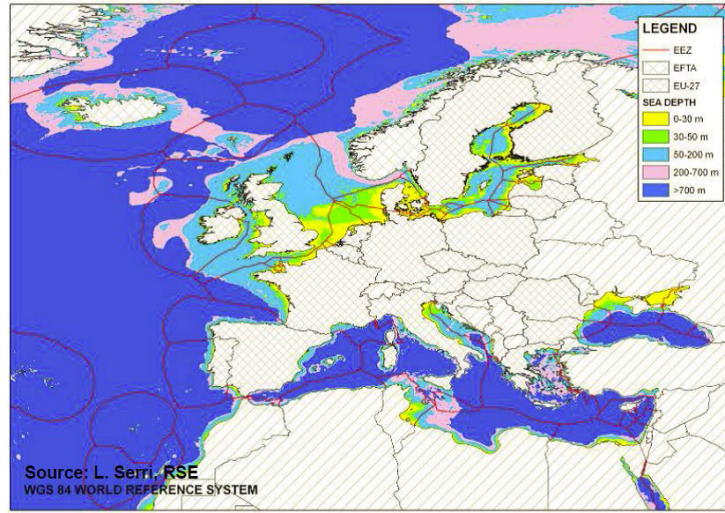 LEGEND
EEZ
EFTA
EU-27
SEA DEPTH
0-30 m
30-50 m
50-200 m
200-700 m
>700 m
Source: L. Serri, RSE
WGS 84 WORLD REFERENCE SYSTEM